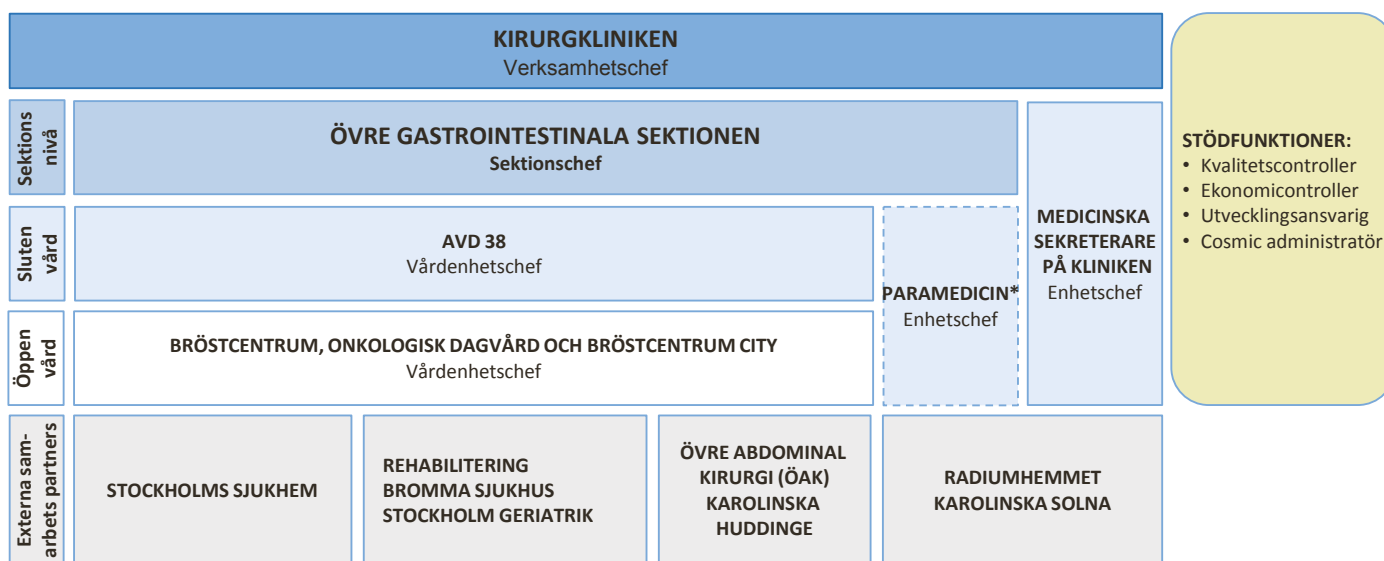 KIRURGKLINIKEN
Verksamhetschef
Sektions
nivå
ÖVRE GASTROINTESTINALA SEKTIONEN
Sektionschef
MEDICINSKA
SEKRETERARE
PÅ KLINIKEN
Enhetschef
STÖDFUNKTIONER:
• Kvalitetscontroller
• Ekonomicontroller
• Utvecklingsansvarig
• Cosmic administratör
Sluten
vård
AVD 38
Vårdenhetschef
PARAMEDICIN*
Enhetschef
Öppen
vård
BRÖSTCENTRUM, ONKOLOGISK DAGVÅRD OCH BRÖSTCENTRUM CITY
Vårdenhetschef
Externa sam-
arbets partners
STOCKHOLMS SJUKHEM
REHABILITERING
BROMMA SJUKHUS
STOCKHOLM GERIATRIK
ÖVRE ABDOMINAL
KIRURGI (ÖAK)
KAROLINSKA
HUDDINGE
RADIUMHEMMET
KAROLINSKA SOLNA